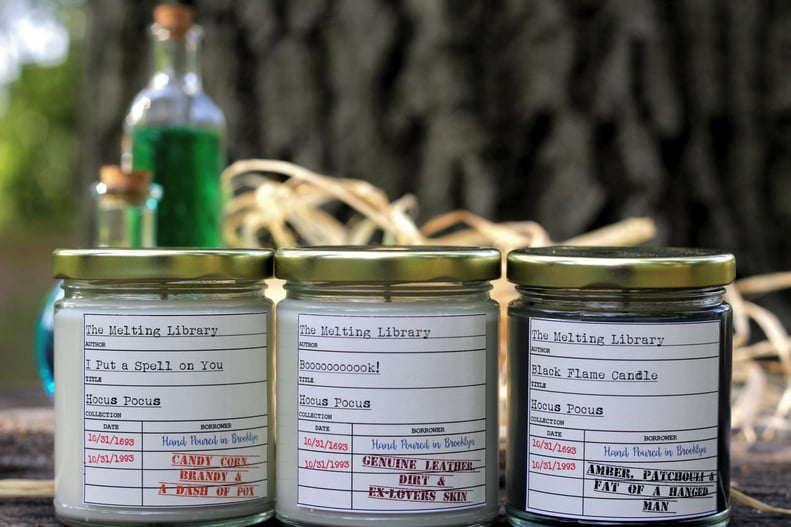 The Melting Library
AUTHOR
I Put a Spell on You
TITLE
Hocus Pocus
COLLECTION
DATE BORROWER
10/31/1693 Hand Poured in Brooklyn
10/31/1993 CANDY CORN,
BRANDY &
A DASH OF POX
The Melting Library
AUTHOR
Booooooooook!
TITLE
Hocus Pocus
COLLECTION
DATE BORROWER
10/31/1693 Hand Poured in Brooklyn
10/31/1993 GENUINE LEATHER,
DIRT &
EX-LOVERS SKIN
The Melting Library
AUTHOR
Black Flame Candle
TITLE
Hocus Pocus
COLLECTION
DATE BORROWER
10/31/1693 Hand Poured in Brooklyn
10/31/1993 AMBER, PATCHOULI &
FAT OF A HANGED
MAN